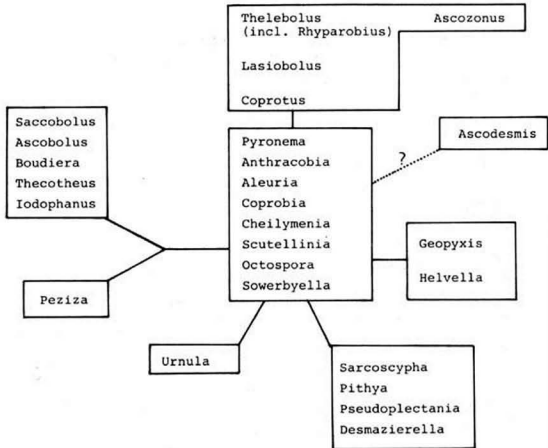 Thelebolus Ascozonus
(incl. Rhyparobius)
Lasiobolus
Coprotus
Saccobolus
Ascobolus
Boudiera
Thecotheus
Iodophanus
Pyronema
Anthracobia
Aleuria
Coprobia
Cheilymenia
Scutellinia
Octospora
Sowerbyella
?
Ascodesmis
Geopyxis
Helvella
Peziza
Urnula
Sarcoscypha
Pithya
Pseudoplectania
Desmazierella